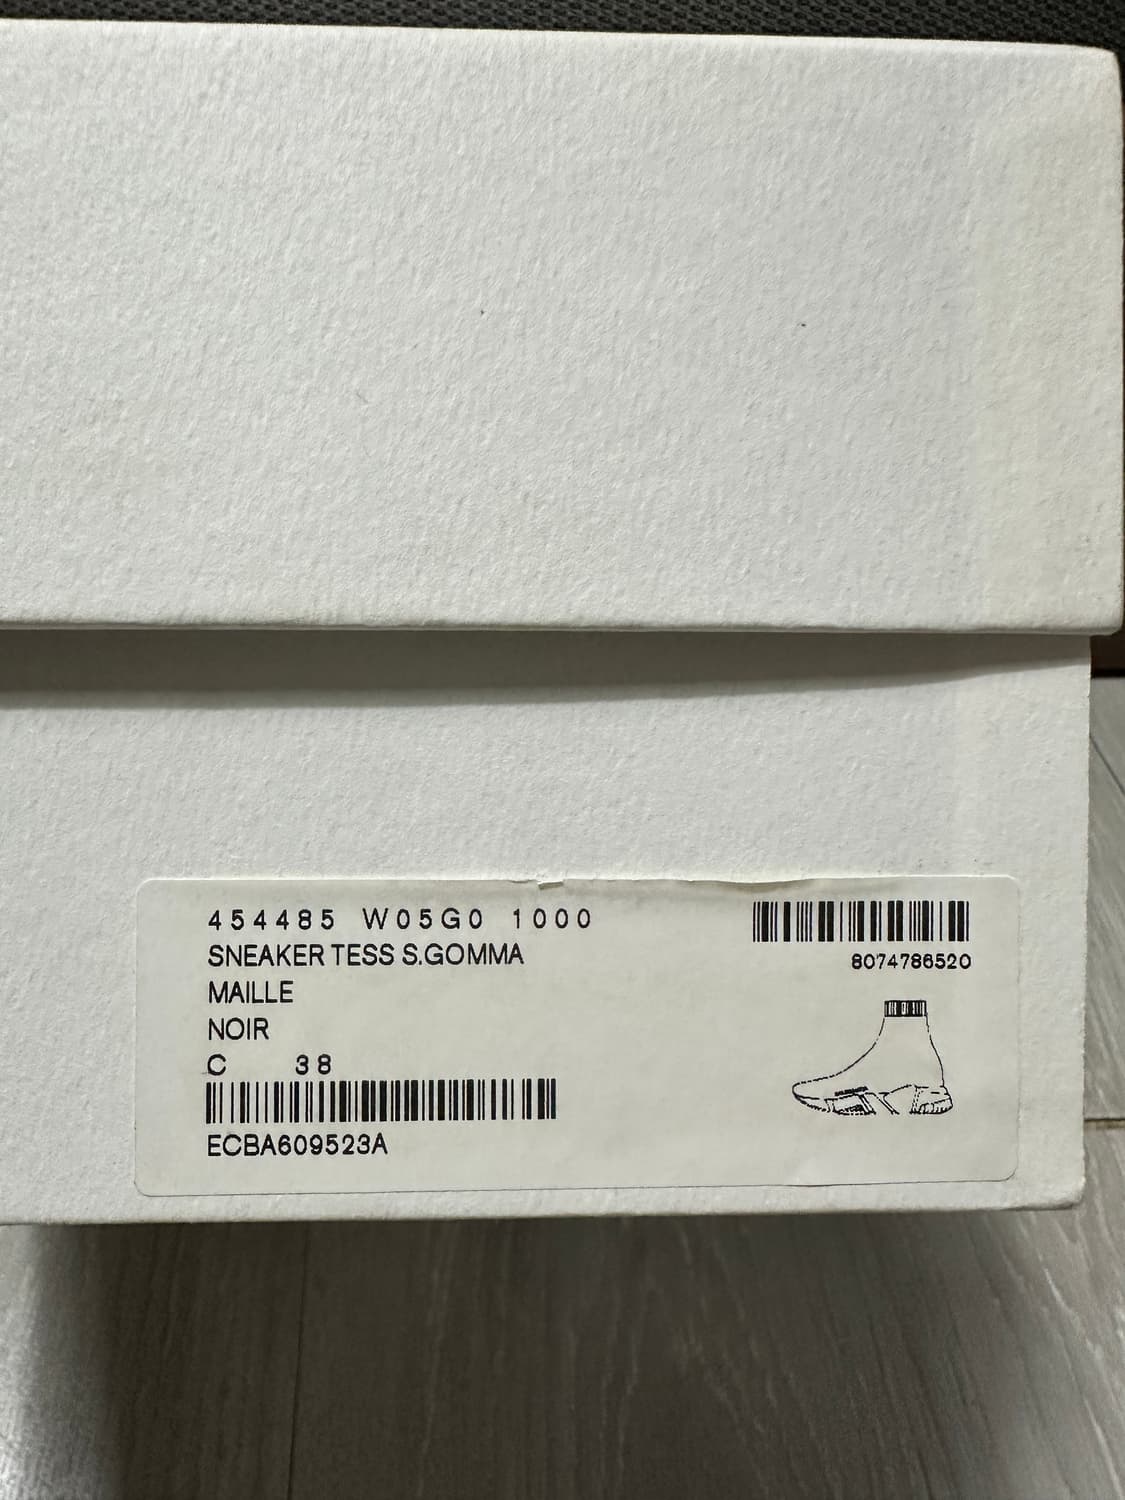 454485 W05G0 1000
SNEAKER TESS S.GOMMA
MAILLE
NOIR
C 38
ECBA609523A
8074786520